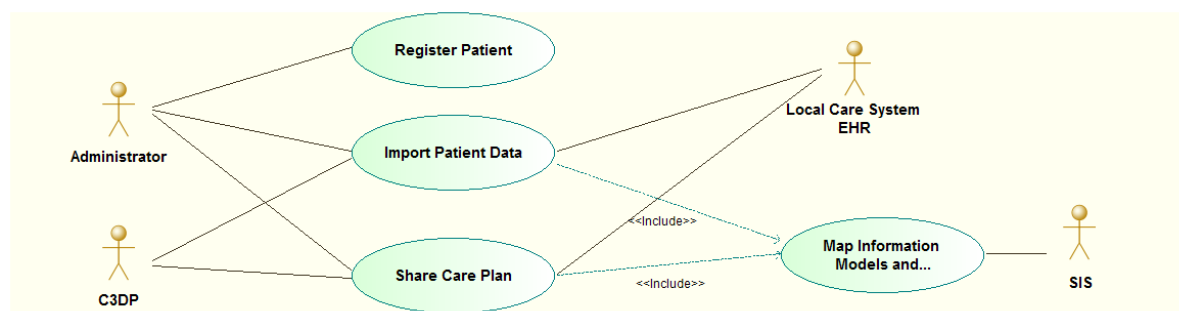 Register Patient
Administrator
Local Care System
EHR
Import Patient Data
<<Include>>
C3DP
Share Care Plan
<<Include>>
Map Information
Models and...
SIS